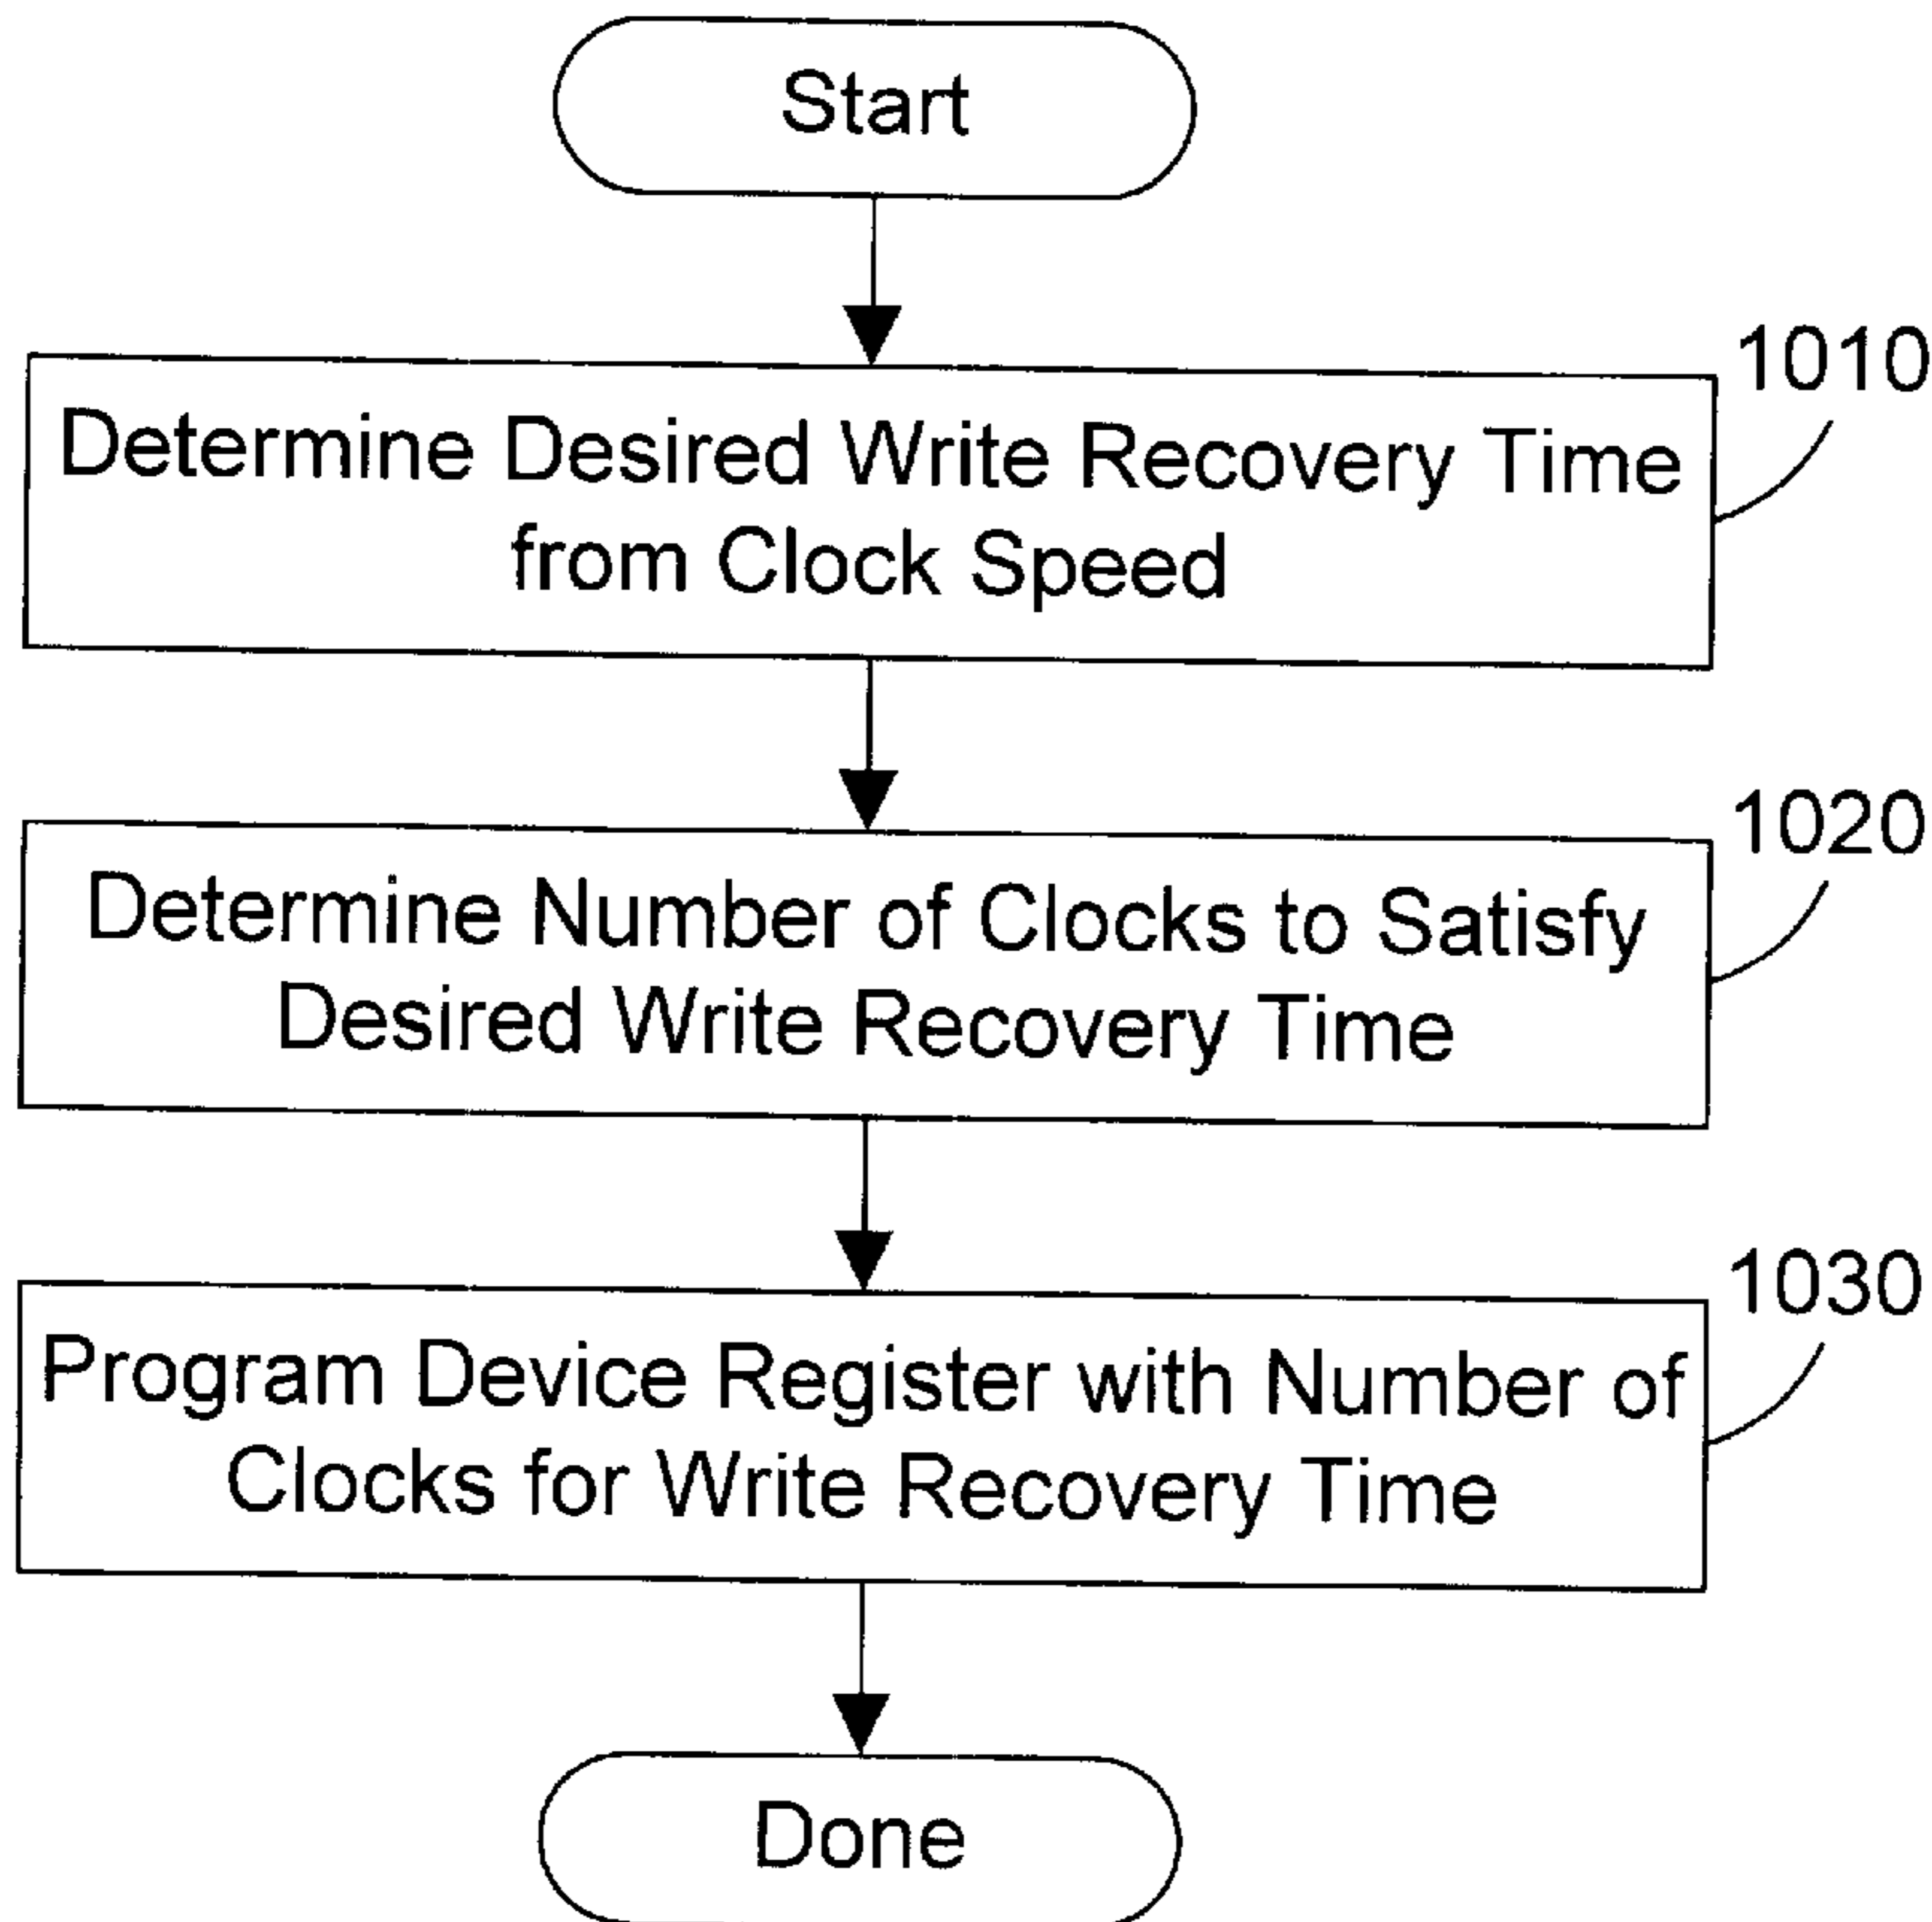 Start
1010
Determine Desired Write Recovery Time
from Clock Speed
1020
Determine Number of Clocks to Satisfy
Desired Write Recovery Time
1030
Program Device Register with Number of
Clocks for Write Recovery Time
Done